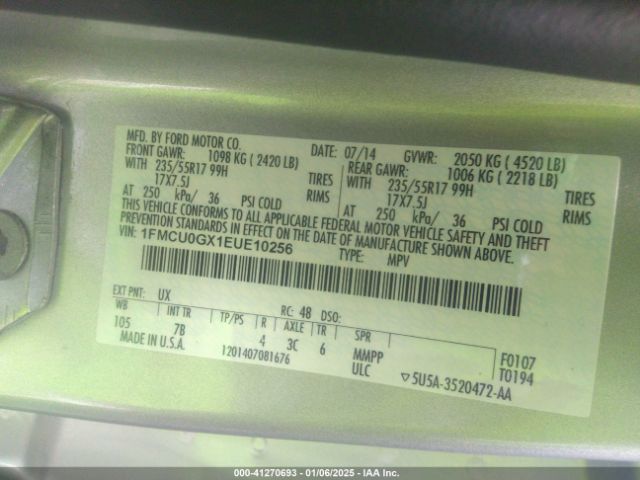 MFD. BY FORD MOTOR CO.
DATE: 07/14 GVWR: 2050 KG ( 4520 LB)
FRONT GAWR: 1098 KG ( 2420 LB) REAR GAWR: 1006 KG ( 2218 LB)
WITH 235/55R17 99H TIRES WITH 235/55R17 99H TIRES
17X7.5J RIMS 17X7.5J RIMS
AT 250 kPa/ 36 PSI COLD AT 250 kPa/ 36 PSI COLD
THIS VEHICLE CONFORMS TO ALL APPLICABLE FEDERAL MOTOR VEHICLE SAFETY AND THEFT
PREVENTION STANDARDS IN EFFECT ON THE DATE OF MANUFACTURE SHOWN ABOVE.
VIN: 1FMCU0GX1EUE10256 TYPE: MPV
EXT PNT: UX RC: 48 DSO:
WB INT TR TP/PS R AXLE TR SPR
105 7B 4 3C 6 MMPP F0107
MADE IN U.S.A. 1201407081676 ULC T0194
▽5U5A-3520472-AA
000-41270693 | 01/06/2025 | IAA Inc.